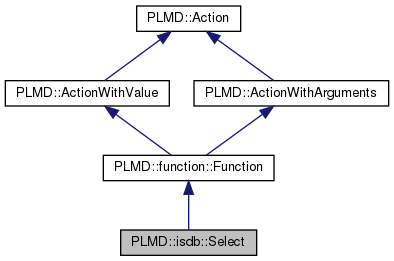 PLMD::Action
PLMD::ActionWithValue
PLMD::ActionWithArguments
PLMD::function::Function
PLMD::isdb::Select